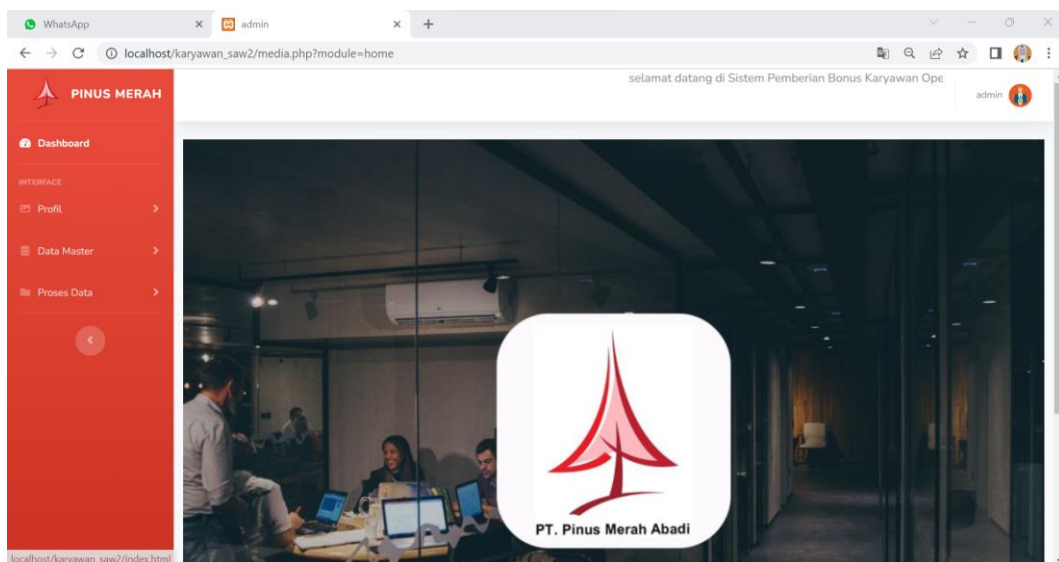 WhatsApp
admin
localhost/karyawan_saw2/media.php?module=home
PINUS MERAH
selamat datang di Sistem Pemberian Bonus Karyawan Ope
admin
Dashboard
INTERFACE
Profil
Data Master
Proses Data
PT. Pinus Merah Abadi
localhost/karyawan_saw2/index.html